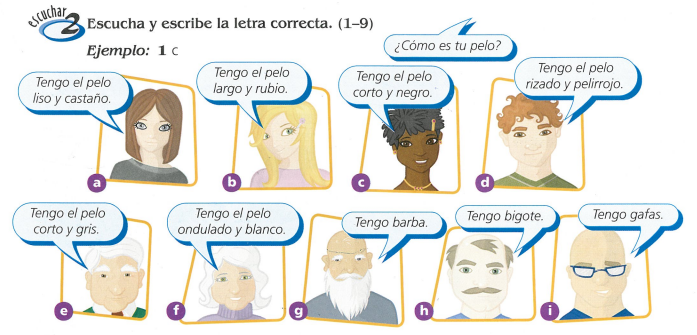 escuchar 2 Escucha y escribe la letra correcta. (1–9)
Ejemplo: 1 c
¿Cómo es tu pelo?
Tengo el pelo
liso y castaño.
a
Tengo el pelo
largo y rubio.
b
Tengo el pelo
corto y negro.
c
Tengo el pelo
rizado y pelirrojo.
d
Tengo el pelo
corto y gris.
e
Tengo el pelo
ondulado y blanco.
f
Tengo barba.
g
Tengo bigote.
h
Tengo gafas.
i